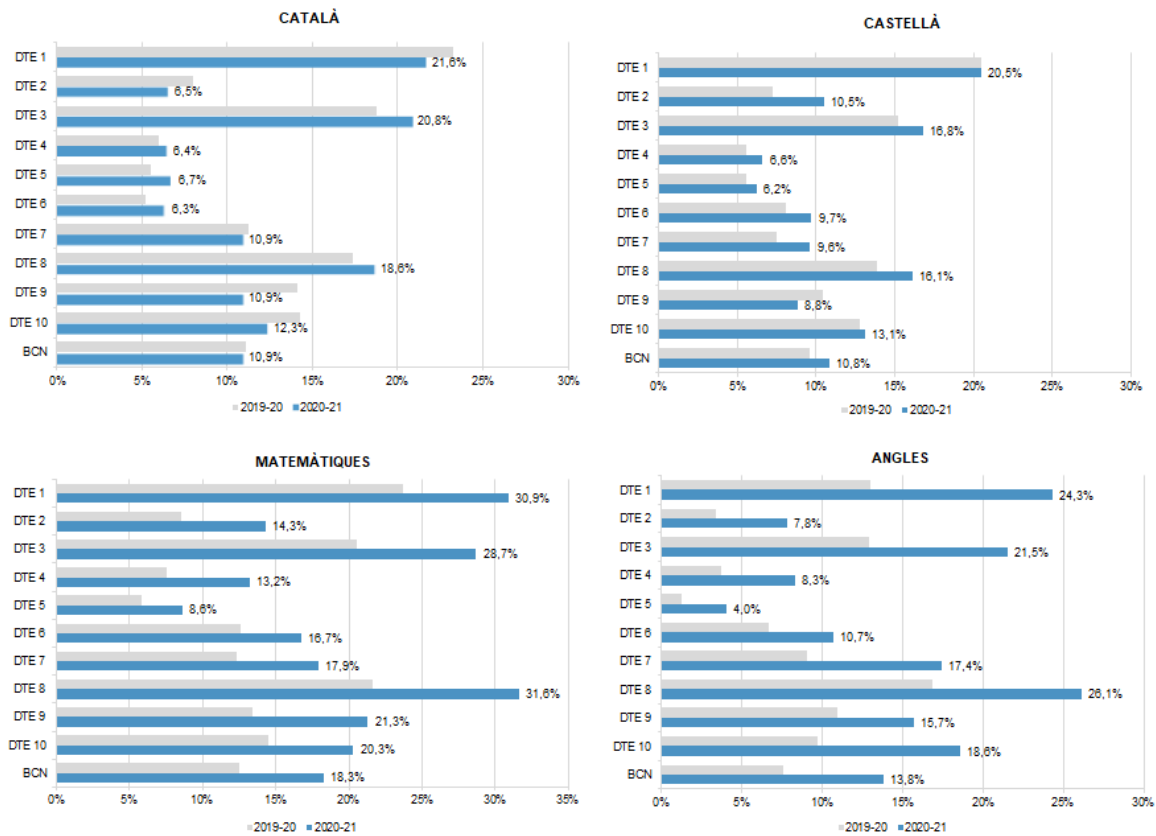 CATALÀ
DTE 1
21,6%
DTE 2
6,5%
DTE 3
20,8%
DTE 4
6,4%
DTE 5
6,7%
DTE 6
6,3%
DTE 7
10,9%
DTE 8
18,6%
DTE 9
10,9%
DTE 10
12,3%
BCN
10,9%
0% 5% 10% 15% 20% 25% 30%
2019-20 2020-21
CASTELLÀ
DTE 1
20,5%
DTE 2
10,5%
DTE 3
16,8%
DTE 4
6,6%
DTE 5
6,2%
DTE 6
9,7%
DTE 7
9,6%
DTE 8
16,1%
DTE 9
8,8%
DTE 10
13,1%
BCN
10,8%
0% 5% 10% 15% 20% 25% 30%
2019-20 2020-21
MATEMÀTIQUES
DTE 1
30,9%
DTE 2
14,3%
DTE 3
28,7%
DTE 4
13,2%
DTE 5
8,6%
DTE 6
16,7%
DTE 7
17,9%
DTE 8
31,6%
DTE 9
21,3%
DTE 10
20,3%
BCN
18,3%
0% 5% 10% 15% 20% 25% 30% 35%
2019-20 2020-21
ANGLES
DTE 1
24,3%
DTE 2
7,8%
DTE 3
21,5%
DTE 4
8,3%
DTE 5
4,0%
DTE 6
10,7%
DTE 7
17,4%
DTE 8
26,1%
DTE 9
15,7%
DTE 10
18,6%
BCN
13,8%
0% 5% 10% 15% 20% 25% 30%
2019-20 2020-21